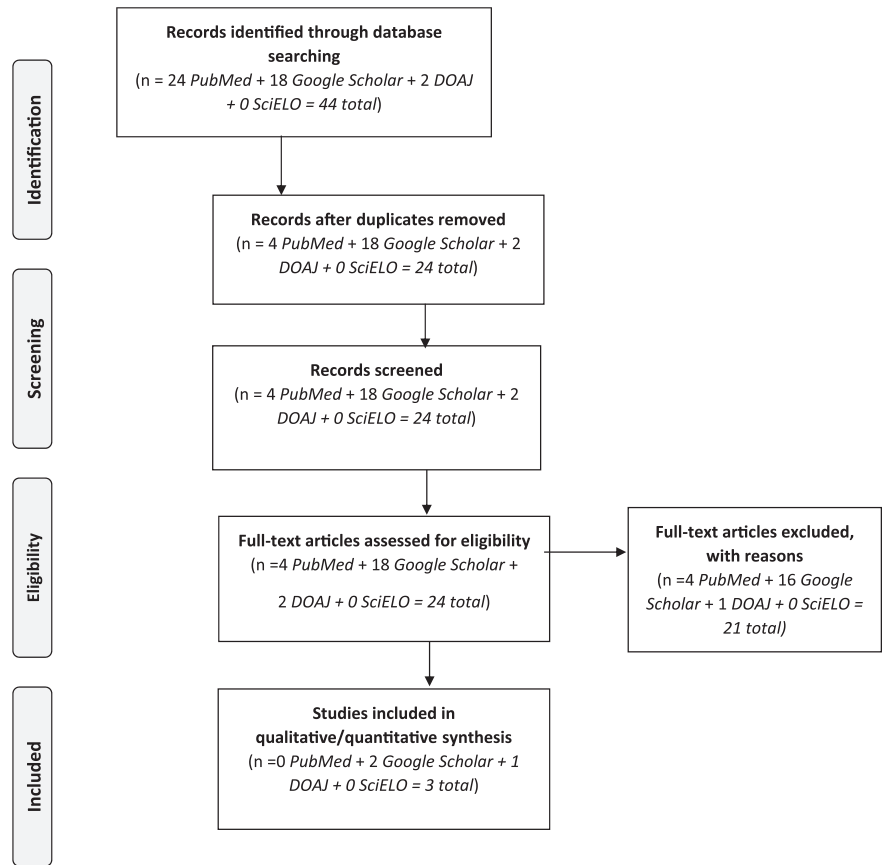 Identification
Records identified through database
searching
(n = 24 PubMed + 18 Google Scholar + 2 DOAJ
+ 0 SciELO = 44 total)
Records after duplicates removed
(n = 4 PubMed + 18 Google Scholar + 2
DOAJ + 0 SciELO = 24 total)
Screening
Records screened
(n = 4 PubMed + 18 Google Scholar + 2
DOAJ + 0 SciELO = 24 total)
Eligibility
Full-text articles assessed for eligibility
(n =4 PubMed + 18 Google Scholar +
2 DOAJ + 0 SciELO = 24 total)
Full-text articles excluded,
with reasons
(n =4 PubMed + 16 Google
Scholar + 1 DOAJ + 0 SciELO =
21 total)
Included
Studies included in
qualitative/quantitative synthesis
(n =0 PubMed + 2 Google Scholar + 1
DOAJ + 0 SciELO = 3 total)